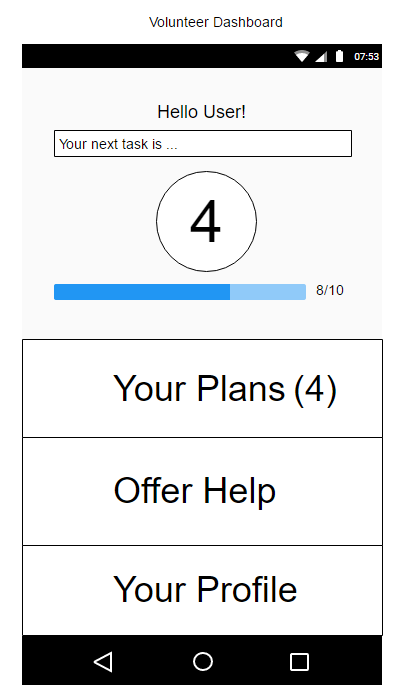 Volunteer Dashboard
07:53
Hello User!
Your next task is ...
4
8/10
Your Plans (4)
Offer Help
Your Profile